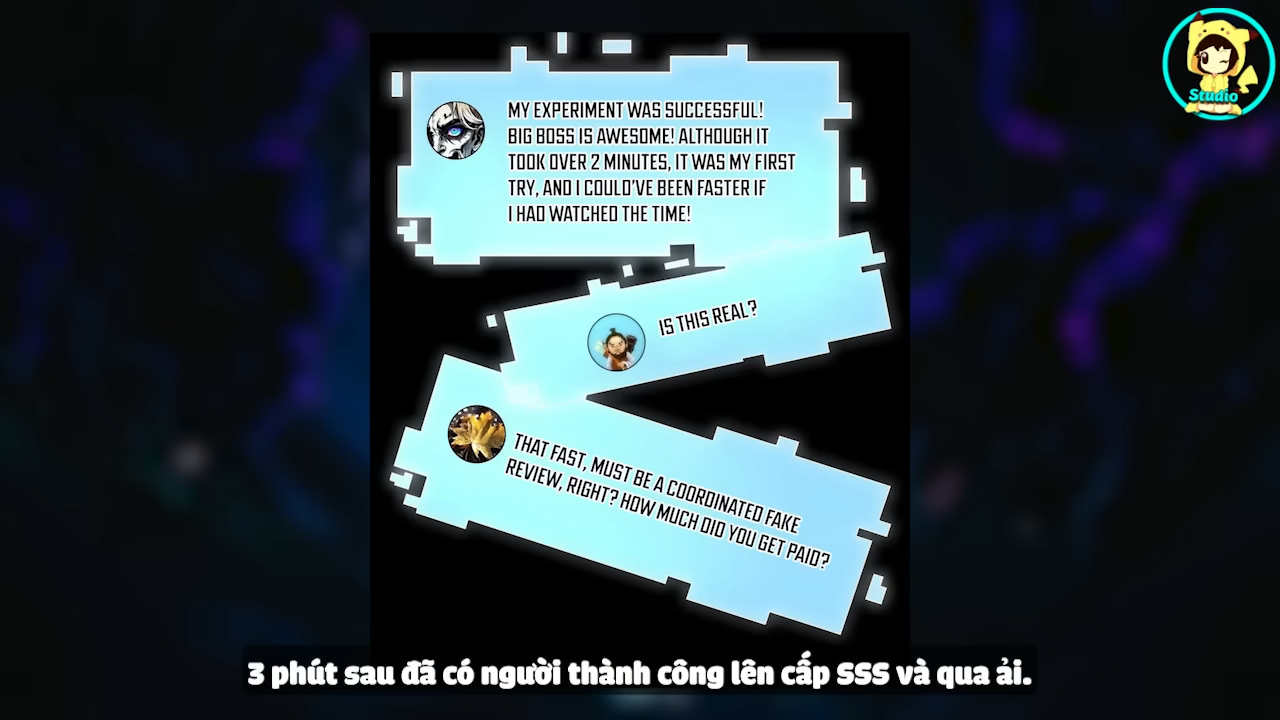 Studio
MY EXPERIMENT WAS SUCCESSFUL!
BIG BOSS IS AWESOME! ALTHOUGH IT
TOOK OVER 2 MINUTES, IT WAS MY FIRST
TRY, AND I COULD'VE BEEN FASTER IF
I HAD WATCHED THE TIME!
IS THIS REAL?
THAT FAST, MUST BE A COORDINATED FAKE
REVIEW, RIGHT? HOW MUCH DID YOU GET PAID?
3 phút sau đã có người thành công lên cấp SSS và qua ải.